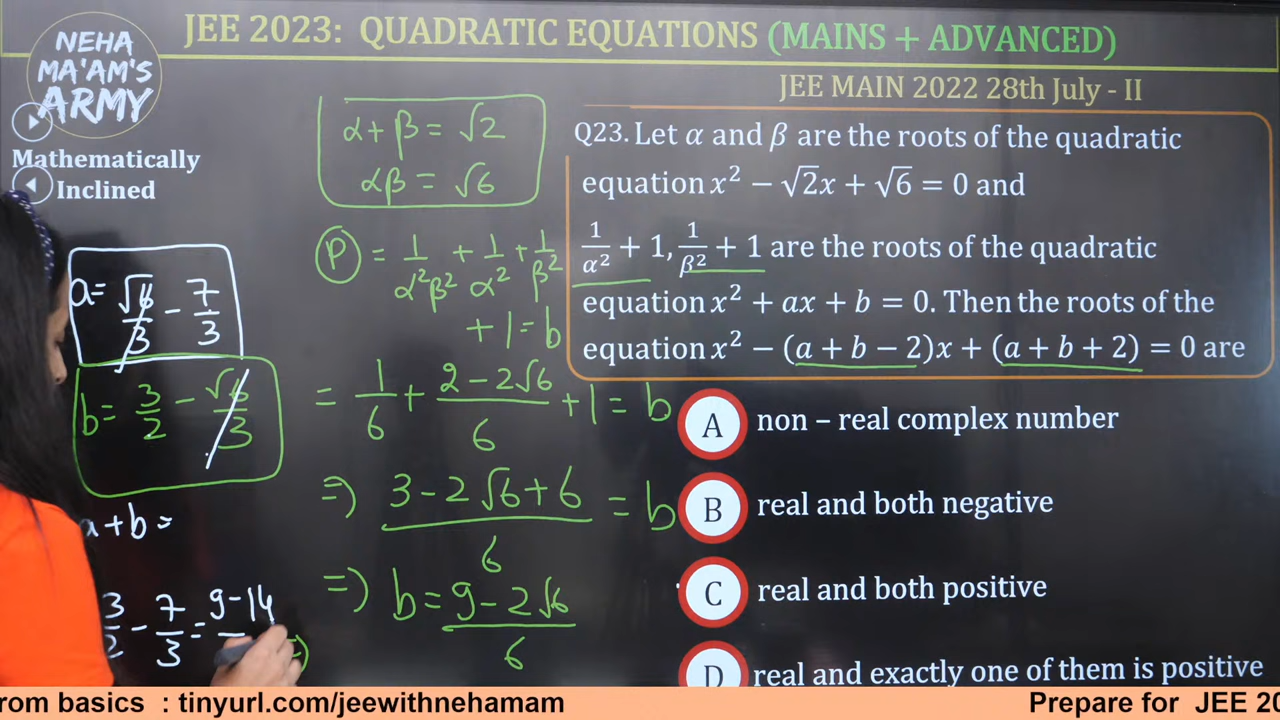 JEE 2023: QUADRATIC EQUATIONS (MAINS + ADVANCED)
NEHA
MA'AM'S
ARMY
Mathematically
Inclined
JEE MAIN 2022 28th July - II
Q23. Let α and β are the roots of the quadratic
equation x² − √2x + √6 = 0 and
1/α² + 1, 1/β² + 1 are the roots of the quadratic
equation x² + ax + b = 0. Then the roots of the
equation x² − (a + b − 2)x + (a + b + 2) = 0 are
A non – real complex number
B real and both negative
C real and both positive
D real and exactly one of them is positive
α + β = √2
αβ = √6
P = 1/α²β² + 1/α² + 1/β²
+ 1 = b
= 1/6 + (2 − 2√6)/6 + 1 = b
⇒ (3 − 2√6 + 6)/6 = b
⇒ b = (9 − 2√6)/6
a = √6/3 − 7/3
b = 3/2 − √6/3
a + b =
3/2 − 7/3 = 9 − 14
⇒
rom basics : tinyurl.com/jeewithnehamam
Prepare for JEE 20